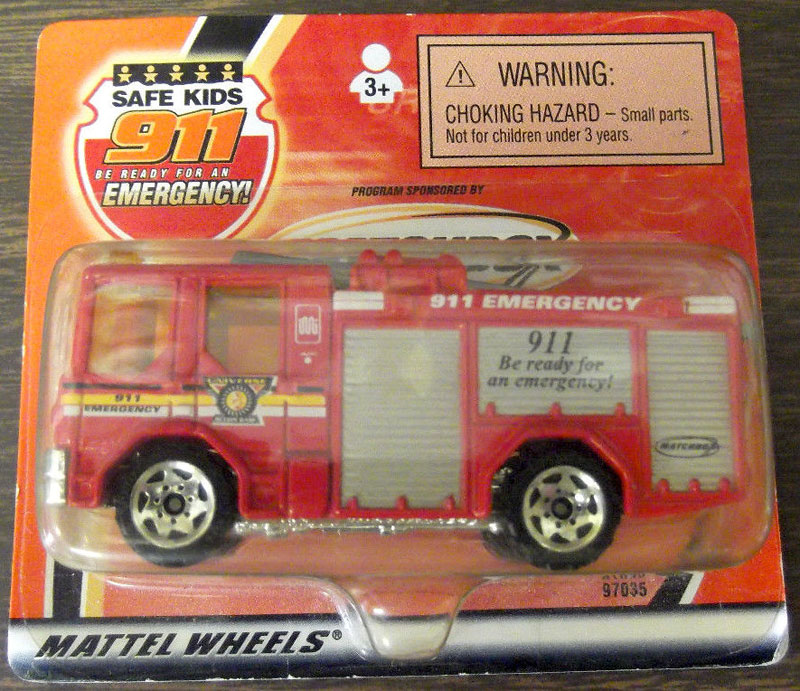 SAFE KIDS
911
BE READY FOR AN
EMERGENCY!
3+
WARNING:
CHOKING HAZARD – Small parts.
Not for children under 3 years.
PROGRAM SPONSORED BY
MATCHBOX
911 EMERGENCY
911
Be ready for
an emergency!
911
EMERGENCY
MATCHBOX
97035
MATTEL WHEELS®